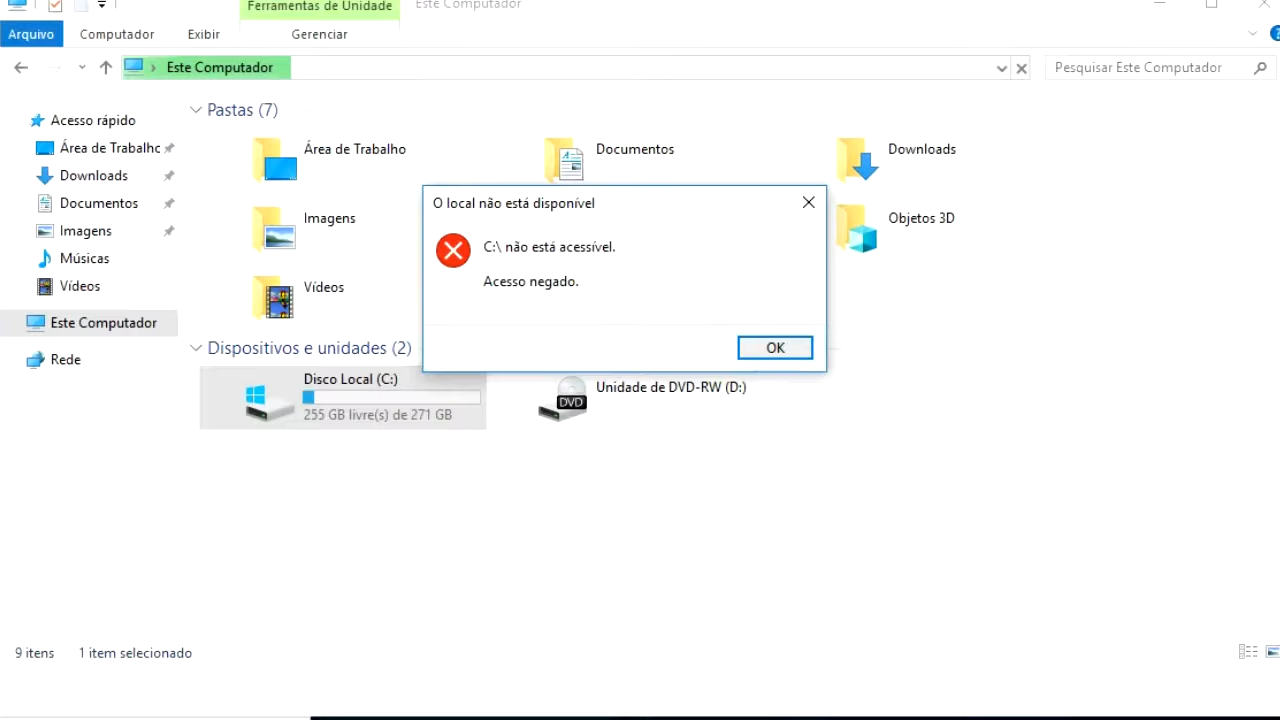 Ferramentas de Unidade
Este Computador
Arquivo
Computador
Exibir
Gerenciar
Este Computador
Pesquisar Este Computador
Acesso rápido
Área de Trabalho
Downloads
Documentos
Imagens
Músicas
Vídeos
Este Computador
Rede
Pastas (7)
Área de Trabalho
Documentos
Downloads
Imagens
Objetos 3D
Vídeos
O local não está disponível
C:\ não está acessível.
Acesso negado.
OK
Dispositivos e unidades (2)
Disco Local (C:)
255 GB livre(s) de 271 GB
DVD
Unidade de DVD-RW (D:)
9 itens
1 item selecionado